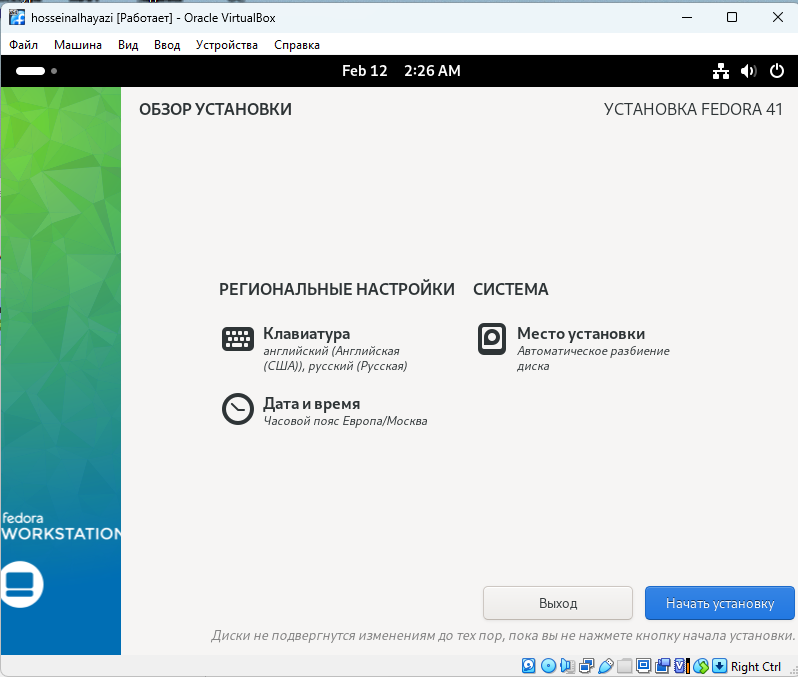 hosseinalhayazi [Работает] - Oracle VirtualBox
Файл Машина Вид Ввод Устройства Справка
Feb 12 2:26 AM
ОБЗОР УСТАНОВКИ
УСТАНОВКА FEDORA 41
РЕГИОНАЛЬНЫЕ НАСТРОЙКИ
Клавиатура
английский (Английская
(США)), русский (Русская)
Дата и время
Часовой пояс Европа/Москва
СИСТЕМА
Место установки
Автоматическое разбиение
диска
fedora
WORKSTATION
Выход
Начать установку
Диски не подвергнутся изменениям до тех пор, пока вы не нажмете кнопку начала установки.
Right Ctrl